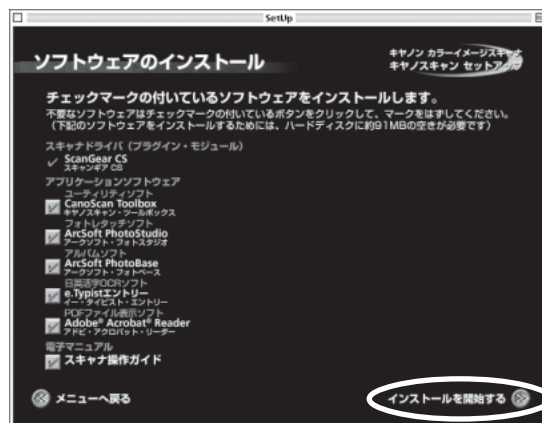 SetUp
ソフトウェアのインストール
キヤノン カラーイメージスキャナ
キヤノスキャン セットアップ
チェックマークの付いているソフトウェアをインストールします。
不要なソフトウェアはチェックマークの付いているボタンをクリックして、マークをはずしてください。
（下記のソフトウェアをインストールするためには、ハードディスクに約91MBの空きが必要です）
スキャナドライバ（プラグイン・モジュール）
ScanGear CS
スキャンギア CS
アプリケーションソフトウェア
ユーティリティソフト
CanoScan Toolbox
キヤノスキャン・ツールボックス
フォトレタッチソフト
ArcSoft PhotoStudio
アークソフト・フォトスタジオ
アルバムソフト
ArcSoft PhotoBase
アークソフト・フォトベース
日英活字OCRソフト
e.Typistエントリー
イー・タイピスト・エントリー
PDFファイル表示ソフト
Adobe® Acrobat® Reader
アドビ・アクロバット・リーダー
電子マニュアル
スキャナ操作ガイド
メニューへ戻る
インストールを開始する